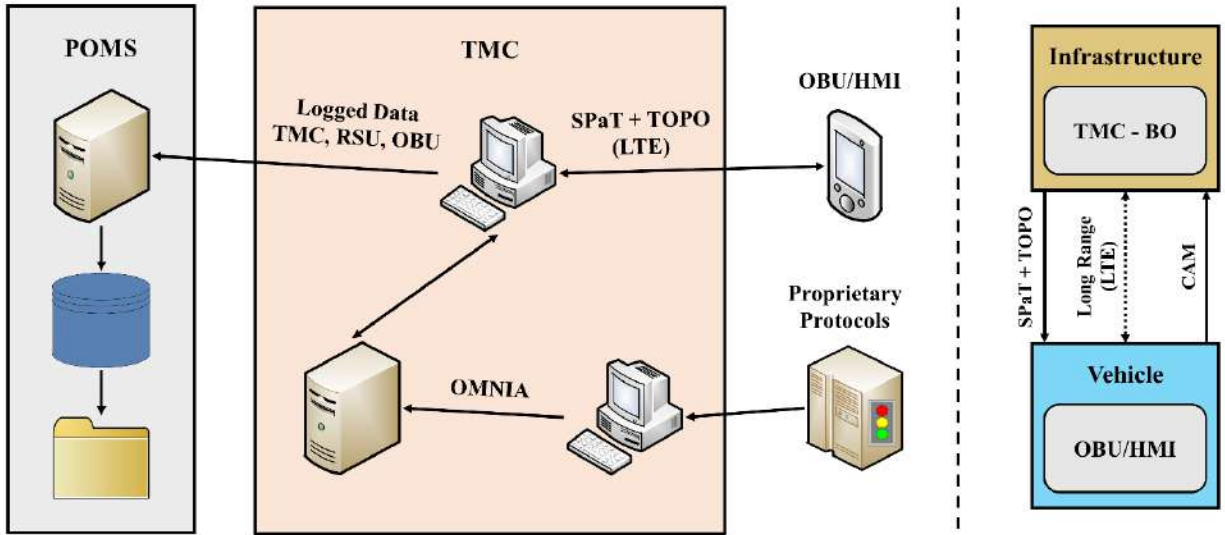 POMS
TMC
Logged Data
TMC, RSU, OBU
SPaT + TOPO
(LTE)
OBU/HMI
Proprietary
Protocols
OMNIA
Infrastructure
TMC - BO
SPaT + TOPO
Long Range
(LTE)
CAM
Vehicle
OBU/HMI